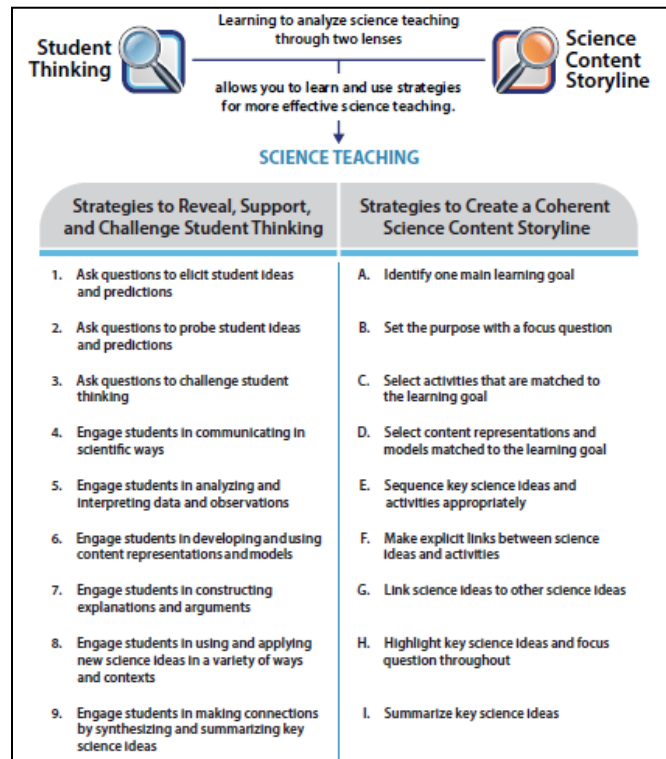 Student
Thinking
Learning to analyze science teaching
through two lenses
Science
Content
Storyline
allows you to learn and use strategies
for more effective science teaching.
SCIENCE TEACHING
Strategies to Reveal, Support,
and Challenge Student Thinking
1. Ask questions to elicit student ideas
and predictions
2. Ask questions to probe student ideas
and predictions
3. Ask questions to challenge student
thinking
4. Engage students in communicating in
scientific ways
5. Engage students in analyzing and
interpreting data and observations
6. Engage students in developing and using
content representations and models
7. Engage students in constructing
explanations and arguments
8. Engage students in using and applying
new science ideas in a variety of ways
and contexts
9. Engage students in making connections
by synthesizing and summarizing key
science ideas
Strategies to Create a Coherent
Science Content Storyline
A. Identify one main learning goal
B. Set the purpose with a focus question
C. Select activities that are matched to
the learning goal
D. Select content representations and
models matched to the learning goal
E. Sequence key science ideas and
activities appropriately
F. Make explicit links between science
ideas and activities
G. Link science ideas to other science ideas
H. Highlight key science ideas and focus
question throughout
I. Summarize key science ideas